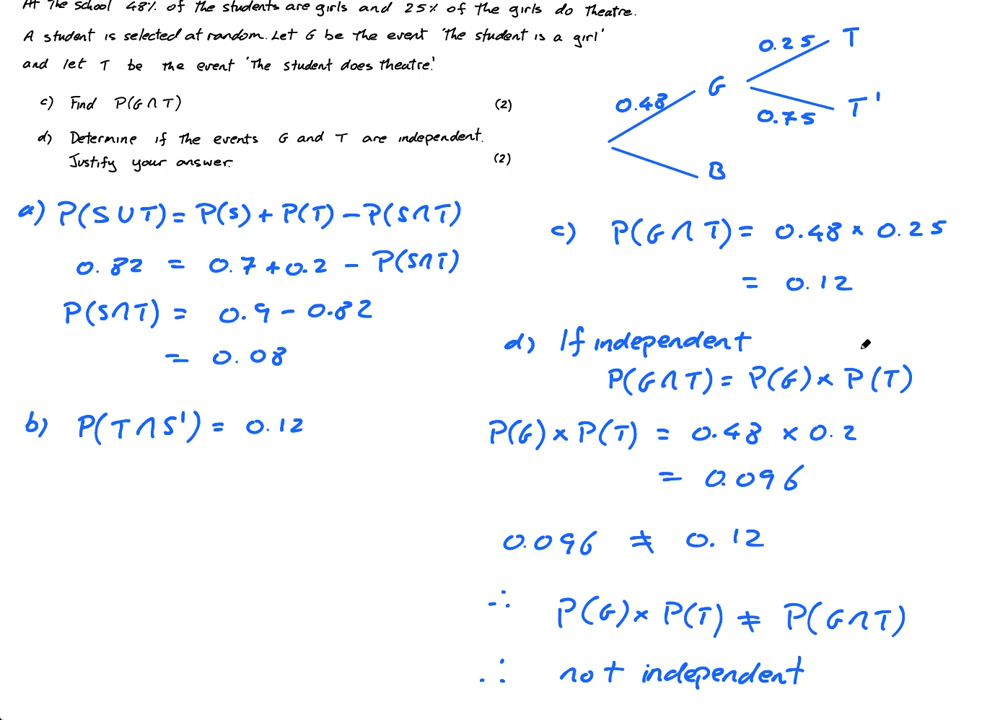 At the school 48% of the students are girls and 25% of the girls do Theatre.
A student is selected at random. Let G be the event 'The student is a girl'
and let T be the event 'The student does theatre.'
c) Find P(G∩T) (2)
d) Determine if the events G and T are independent.
Justify your answer. (2)
0.48 G 0.25 T
0.75 T'
B
a) P(S∪T) = P(S) + P(T) - P(S∩T)
0.82 = 0.7 + 0.2 - P(S∩T)
P(S∩T) = 0.9 - 0.82
= 0.08
b) P(T∩S') = 0.12
c) P(G∩T) = 0.48 × 0.25
= 0.12
d) If independent
P(G∩T) = P(G) × P(T)
P(G) × P(T) = 0.48 × 0.2
= 0.096
0.096 ≠ 0.12
∴ P(G) × P(T) ≠ P(G∩T)
∴ not independent